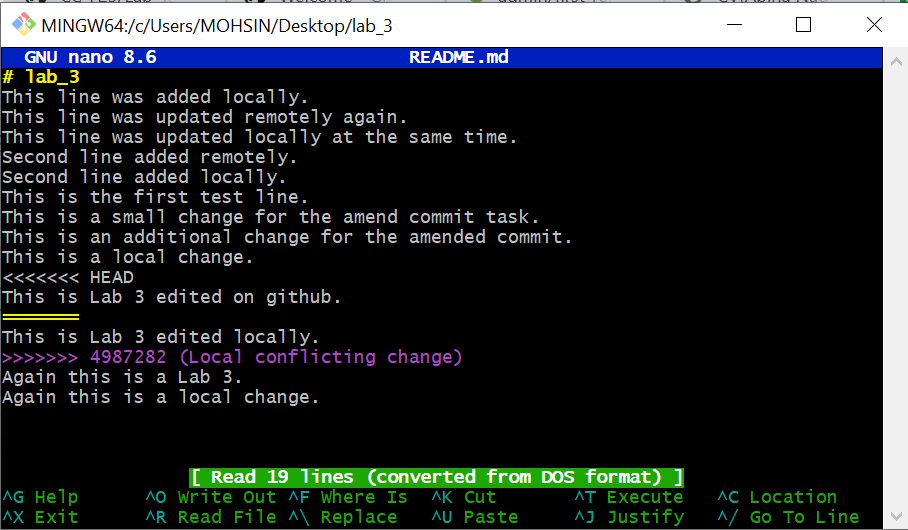 MINGW64:/c/Users/MOHSIN/Desktop/lab_3
GNU nano 8.6 README.md
# lab_3
This line was added locally.
This line was updated remotely again.
This line was updated locally at the same time.
Second line added remotely.
Second line added locally.
This is the first test line.
This is a small change for the amend commit task.
This is an additional change for the amended commit.
This is a local change.
<<<<<<< HEAD
This is Lab 3 edited on github.
=======
This is Lab 3 edited locally.
>>>>>>> 4987282 (Local conflicting change)
Again this is a Lab 3.
Again this is a local change.
[ Read 19 lines (converted from DOS format) ]
^G Help ^O Write Out ^F Where Is ^K Cut ^T Execute ^C Location
^X Exit ^R Read File ^\ Replace ^U Paste ^J Justify ^/ Go To Line